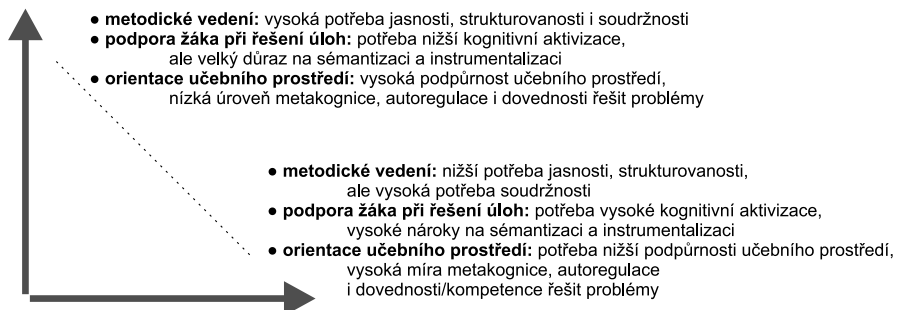 ● metodické vedení: vysoká potřeba jasnosti, strukturovanosti i soudržnosti
● podpora žáka při řešení úloh: potřeba nižší kognitivní aktivizace,
ale velký důraz na sémantizaci a instrumentalizaci
● orientace učebního prostředí: vysoká podpůrnost učebního prostředí,
nízká úroveň metakognice, autoregulace i dovednosti řešit problémy
● metodické vedení: nižší potřeba jasnosti, strukturovanosti,
ale vysoká potřeba soudržnosti
● podpora žáka při řešení úloh: potřeba vysoké kognitivní aktivizace,
vysoké nároky na sémantizaci a instrumentalizaci
● orientace učebního prostředí: potřeba nižší podpůrnosti učebního prostředí,
vysoká míra metakognice, autoregulace
i dovednosti/kompetence řešit problémy